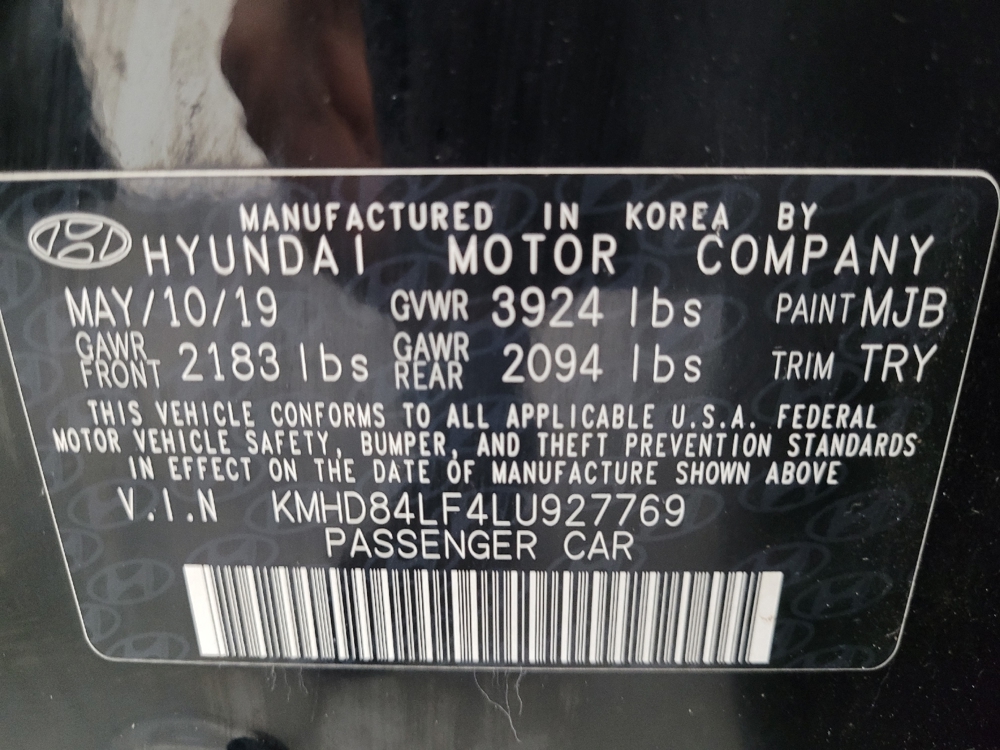 MANUFACTURED IN KOREA BY
HYUNDAI MOTOR COMPANY
MAY/10/19 GVWR 3924 lbs PAINT MJB
GAWR FRONT 2183 lbs GAWR REAR 2094 lbs TRIM TRY
THIS VEHICLE CONFORMS TO ALL APPLICABLE U.S.A. FEDERAL
MOTOR VEHICLE SAFETY, BUMPER, AND THEFT PREVENTION STANDARDS
IN EFFECT ON THE DATE OF MANUFACTURE SHOWN ABOVE
V.I.N KMHD84LF4LU927769
PASSENGER CAR